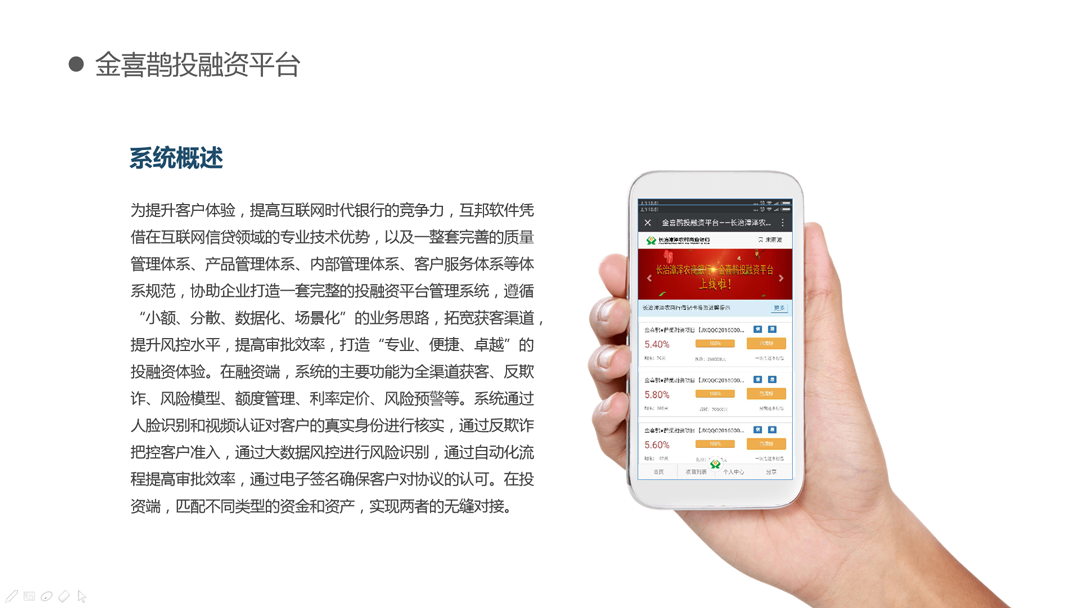 金喜鹊投融资平台
系统概述
为提升客户体验，提高互联网时代银行的竞争力，互邦软件凭
借在互联网信贷领域的专业技术优势，以及一整套完善的质量
管理体系、产品管理体系、内部管理体系、客户服务体系等体
系规范，协助企业打造一套完整的投融资平台管理系统，遵循
“小额、分散、数据化、场景化”的业务思路，拓宽获客渠道，
提升风控水平，提高审批效率，打造“专业、便捷、卓越”的
投融资体验。在融资端，系统的主要功能为全渠道获客、反欺
诈、风险模型、额度管理、利率定价、风险预警等。系统通过
人脸识别和视频认证对客户的真实身份进行核实，通过反欺诈
把控客户准入，通过大数据风控进行风险识别，通过自动化流
程提高审批效率，通过电子签名确保客户对协议的认可。在投
资端，匹配不同类型的资金和资产，实现两者的无缝对接。
金喜鹊投融资平台--长治漳泽农...
长治漳泽农商银行·金喜鹊投融资平台
上线啦！
更多
5.40%
100%
5.80%
100%
5.60%
100%
首页
个人中心
分享